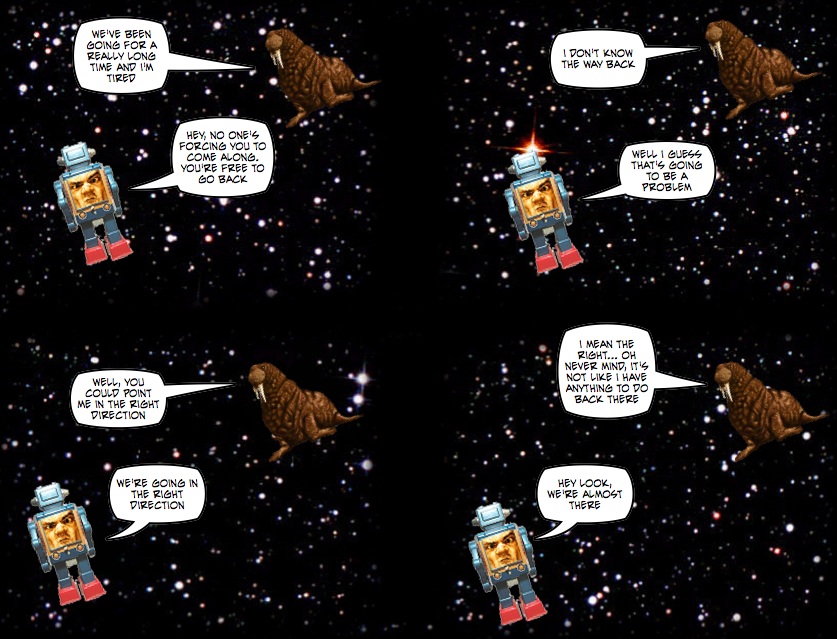 WE'VE BEEN
GOING FOR A
REALLY LONG
TIME AND I'M
TIRED
HEY, NO ONE'S
FORCING YOU TO
COME ALONG.
YOU'RE FREE TO
GO BACK
I DON'T KNOW
THE WAY BACK
WELL I GUESS
THAT'S GOING
TO BE A
PROBLEM
WELL, YOU
COULD POINT
ME IN THE RIGHT
DIRECTION
WE'RE GOING IN
THE RIGHT
DIRECTION
I MEAN THE
RIGHT... OH
NEVER MIND, IT'S
NOT LIKE I HAVE
ANYTHING TO DO
BACK THERE
HEY LOOK,
WE'RE ALMOST
THERE